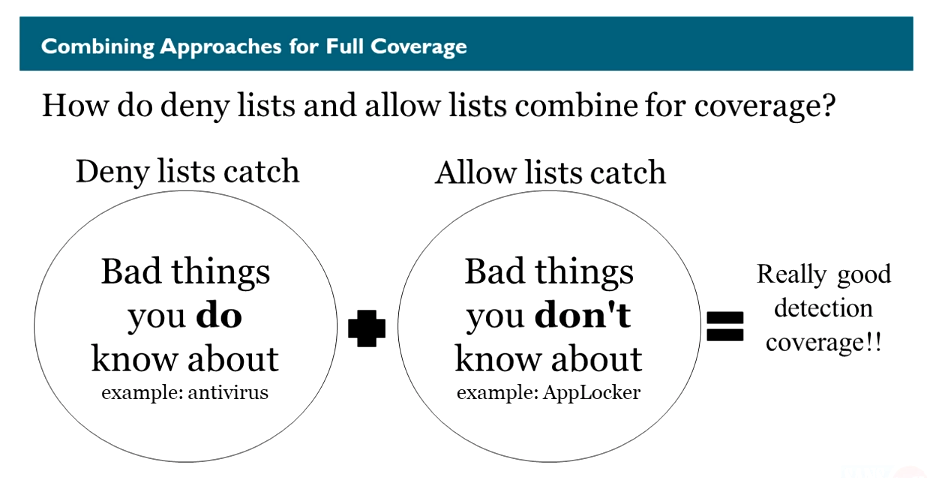 Combining Approaches for Full Coverage
How do deny lists and allow lists combine for coverage?
Deny lists catch
Bad things
you do
know about
example: antivirus
Allow lists catch
Bad things
you don't
know about
example: AppLocker
Really good
detection
coverage!!